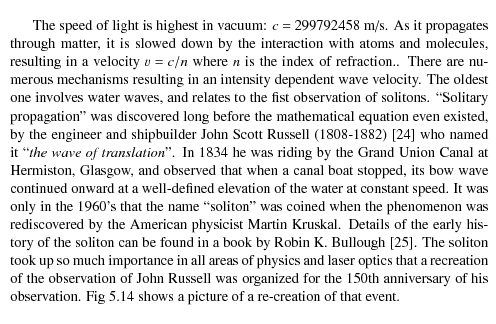 The speed of light is highest in vacuum: c = 299792458 m/s. As it propagates
through matter, it is slowed down by the interaction with atoms and molecules,
resulting in a velocity v = c/n where n is the index of refraction.. There are nu-
merous mechanisms resulting in an intensity dependent wave velocity. The oldest
one involves water waves, and relates to the fist observation of solitons. “Solitary
propagation” was discovered long before the mathematical equation even existed,
by the engineer and shipbuilder John Scott Russell (1808-1882) [24] who named
it “the wave of translation”. In 1834 he was riding by the Grand Union Canal at
Hermiston, Glasgow, and observed that when a canal boat stopped, its bow wave
continued onward at a well-defined elevation of the water at constant speed. It was
only in the 1960’s that the name “soliton” was coined when the phenomenon was
rediscovered by the American physicist Martin Kruskal. Details of the early his-
tory of the soliton can be found in a book by Robin K. Bullough [25]. The soliton
took up so much importance in all areas of physics and laser optics that a recreation
of the observation of John Russell was organized for the 150th anniversary of his
observation. Fig 5.14 shows a picture of a re-creation of that event.